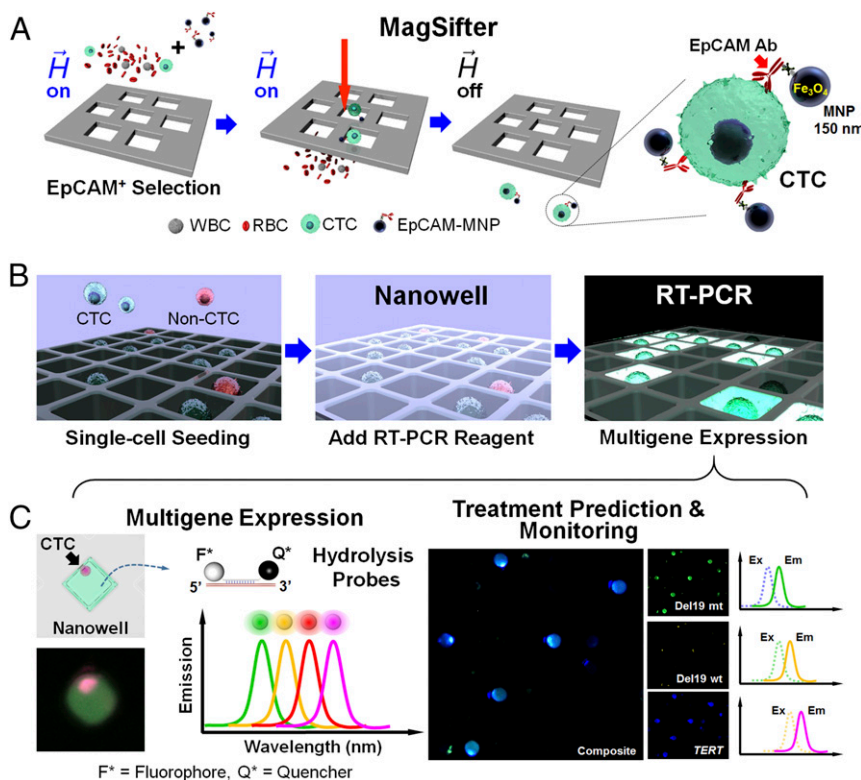 A
MagSifter
H
on
+
H
on
H
off
EpCAM Ab
Fe₃O₄
MNP
150 nm
CTC
EpCAM⁺ Selection
WBC RBC CTC EpCAM-MNP
B
CTC
Non-CTC
Nanowell
RT-PCR
Single-cell Seeding
Add RT-PCR Reagent
Multigene Expression
C
Multigene Expression
Treatment Prediction &
Monitoring
CTC
Nanowell
F*
Q*
5’
3’
Hydrolysis
Probes
Emission
Wavelength (nm)
F* = Fluorophore, Q* = Quencher
Composite
Del19 mt
Del19 wt
TERT
Ex Em
Ex Em
Ex Em